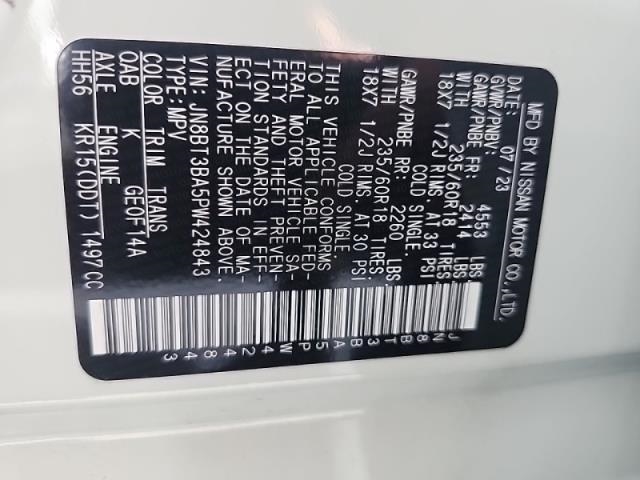 MFD BY NISSAN MOTOR CO.,LTD.
07/23
GVWR/PNBV: 4553 LBS.
GAWR/PNBE FR: 2414 LBS.
WITH 235/60R18 TIRES,
18X7 1/2J RIMS, AT 33 PSI
COLD SINGLE.
GAWR/PNBE RR: 2260 LBS.
WITH 235/60R18 TIRES,
18X7 1/2J RIMS, AT 30 PSI
COLD SINGLE.
THIS VEHICLE CONFORMS
TO ALL APPLICABLE FED-
ERAL MOTOR VEHICLE SA-
FETY AND THEFT PREVEN-
TION STANDARDS IN EFF-
ECT ON THE DATE OF MA-
NUFACTURE SHOWN ABOVE.
VIN: JN8BT3BA5PW424843
TYPE: MPV
COLOR TRIM TRANS
QAB K GE0F14A
AXLE ENGINE
HH56 KR15(DDT) 1497CC
JN8BT3BA5PW424843